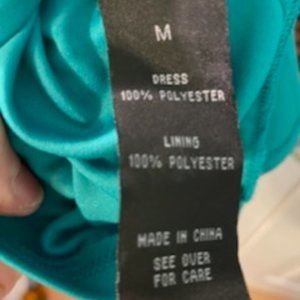 M
DRESS
100% POLYESTER
LINING
100% POLYESTER
MADE IN CHINA
SEE OVER
FOR CARE